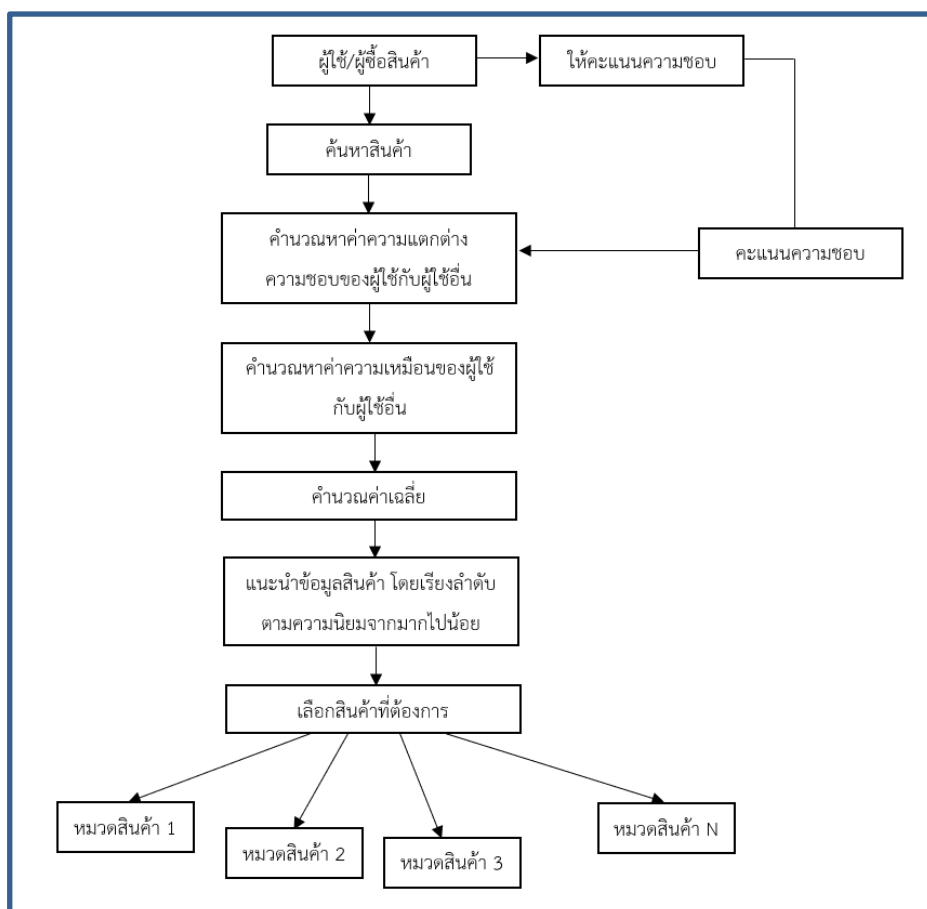 ผู้ใช้/ผู้ซื้อสินค้า
ให้คะแนนความชอบ
ค้นหาสินค้า
คำนวณหาค่าความแตกต่าง
ความชอบของผู้ใช้กับผู้ใช้อื่น
คะแนนความชอบ
คำนวณหาค่าความเหมือนของผู้ใช้
กับผู้ใช้อื่น
คำนวณค่าเฉลี่ย
แนะนำข้อมูลสินค้า โดยเรียงลำดับ
ตามความนิยมจากมากไปน้อย
เลือกสินค้าที่ต้องการ
หมวดสินค้า 1
หมวดสินค้า 2
หมวดสินค้า 3
หมวดสินค้า N